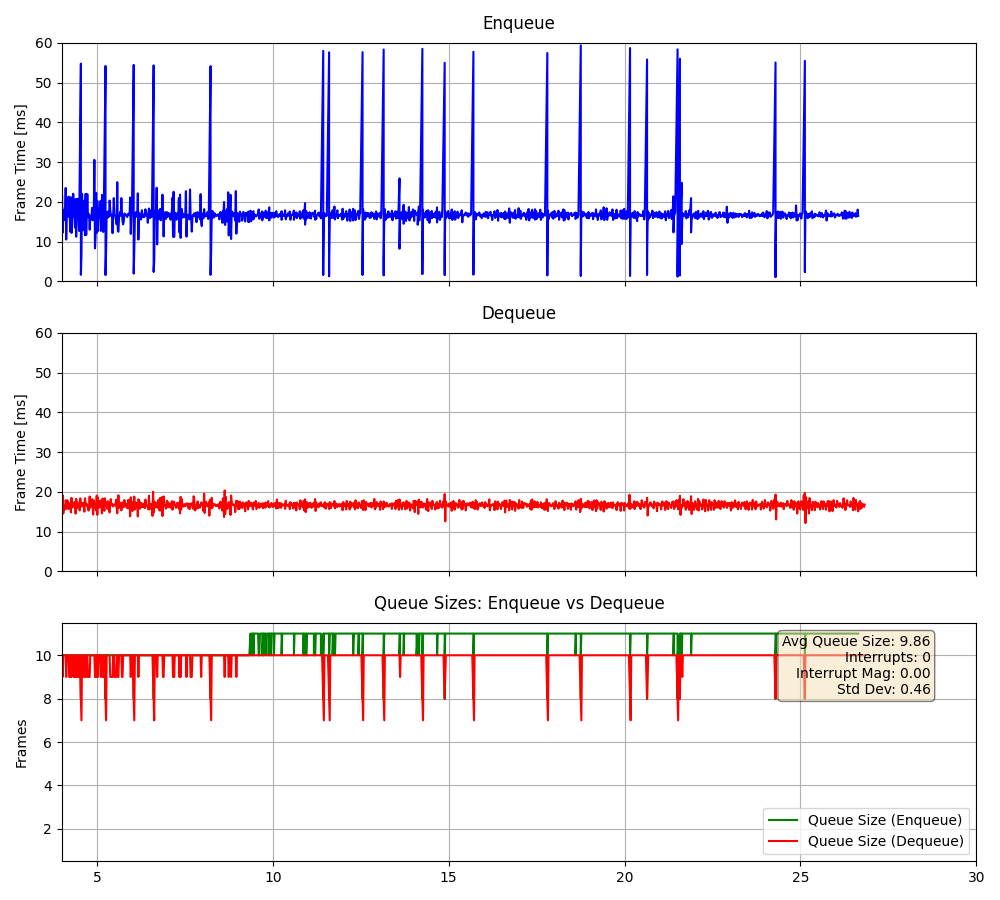 Enqueue
60
50
40
30
20
10
0
Frame Time [ms]
Dequeue
60
50
40
30
20
10
0
Frame Time [ms]
Queue Sizes: Enqueue vs Dequeue
10
8
6
4
2
Frames
Avg Queue Size: 9.86
Interrupts: 0
Interrupt Mag: 0.00
Std Dev: 0.46
Queue Size (Enqueue)
Queue Size (Dequeue)
5 10 15 20 25 30